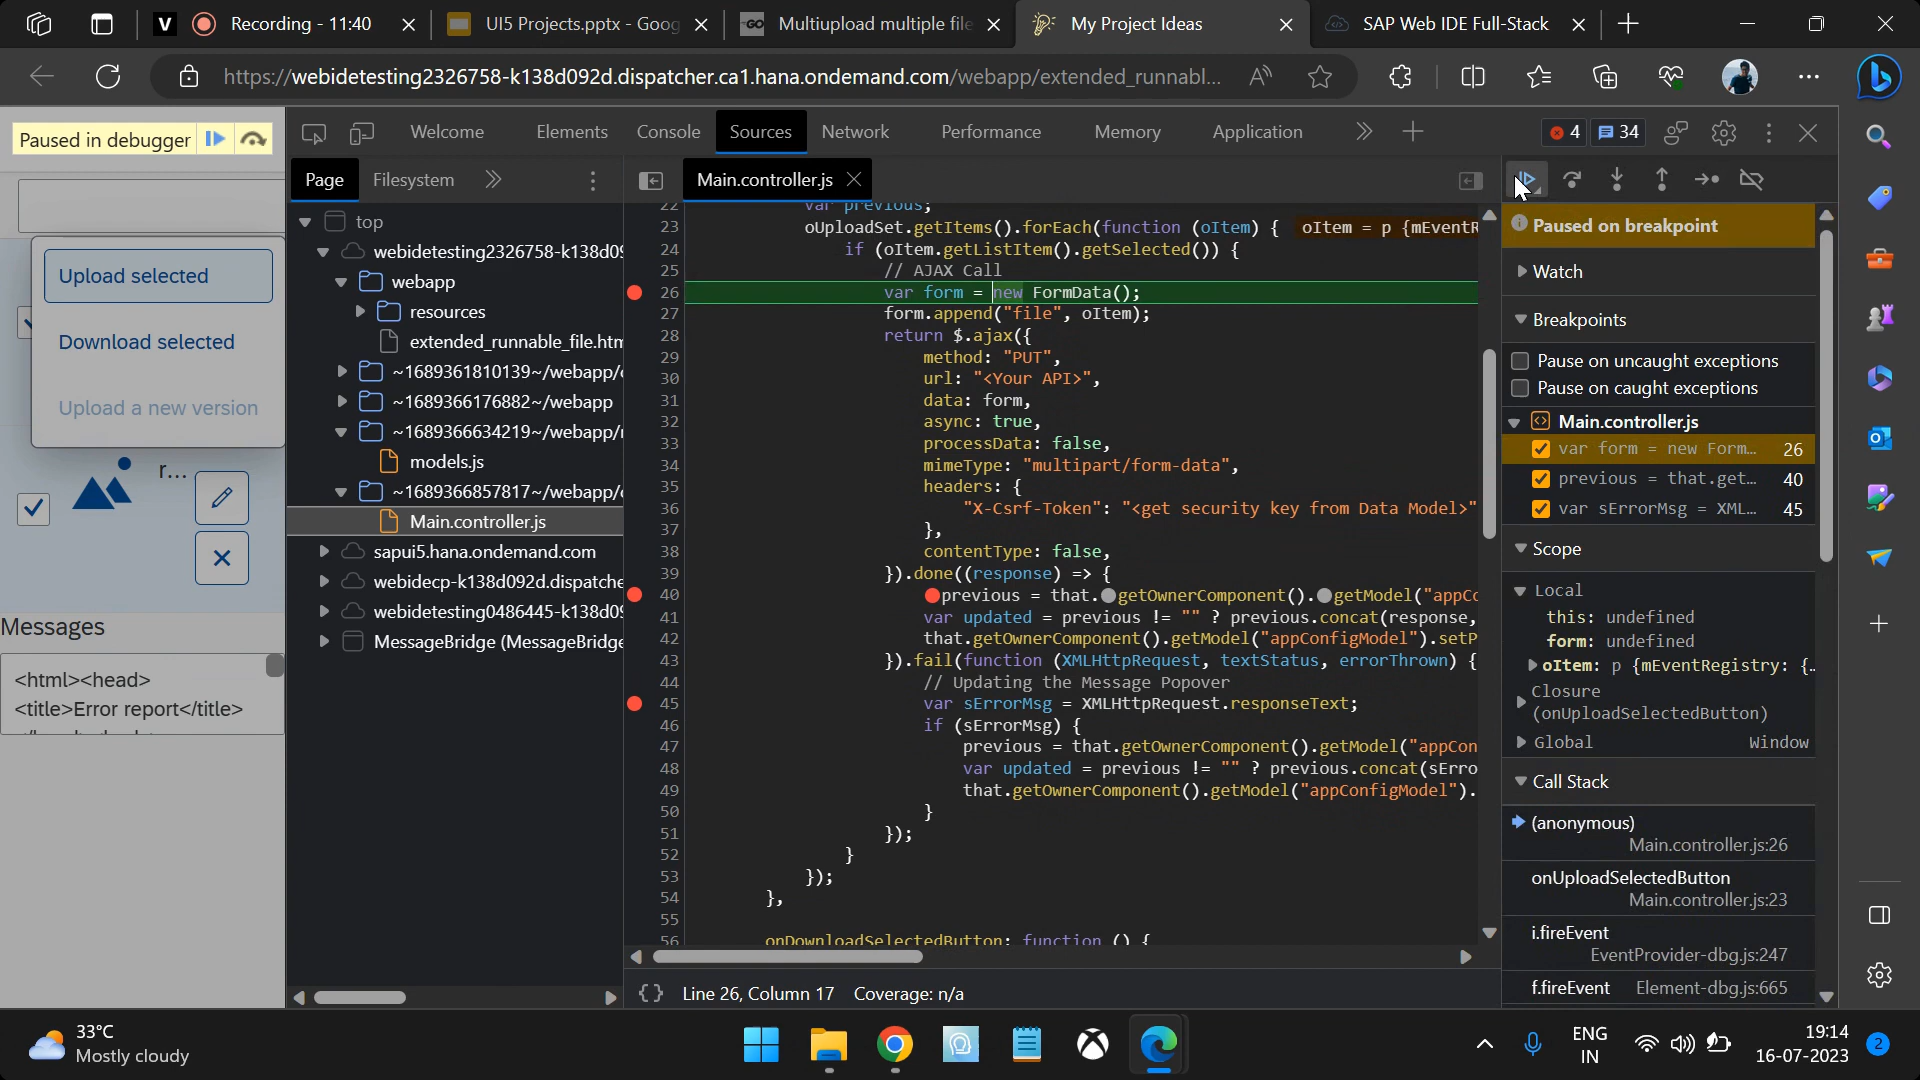 V Recording - 11:40
UI5 Projects.pptx - Goog
GO Multiupload multiple file
My Project Ideas
SAP Web IDE Full-Stack
https://webidetesting2326758-k138d092d.dispatcher.ca1.hana.ondemand.com/webapp/extended_runnabl...
Paused in debugger
Welcome Elements Console Sources Network Performance Memory Application
4 34
Page Filesystem
Main.controller.js
Upload selected
Download selected
Upload a new version
r...
Messages
<html><head>
<title>Error report</title>
top
webidetesting2326758-k138d09
webapp
resources
extended_runnable_file.htm
~1689361810139~/webapp/c
~1689366176882~/webapp
~1689366634219~/webapp/r
models.js
~1689366857817~/webapp/c
Main.controller.js
sapui5.hana.ondemand.com
webidecp-k138d092d.dispatche
webidetesting0486445-k138d09
MessageBridge (MessageBridge
22 var previous;
23 oUploadSet.getItems().forEach(function (oItem) { oItem = p {mEventR
24 if (oItem.getListItem().getSelected()) {
25 // AJAX Call
26 var form = new FormData();
27 form.append("file", oItem);
28 return $.ajax({
29 method: "PUT",
30 url: "<Your API>",
31 data: form,
32 async: true,
33 processData: false,
34 mimeType: "multipart/form-data",
35 headers: {
36 "X-Csrf-Token": "<get security key from Data Model>"
37 },
38 contentType: false,
39 }).done((response) => {
40 previous = that.getOwnerComponent().getModel("appCo
41 var updated = previous != "" ? previous.concat(response,
42 that.getOwnerComponent().getModel("appConfigModel").setP
43 }).fail(function (XMLHttpRequest, textStatus, errorThrown) {
44 // Updating the Message Popover
45 var sErrorMsg = XMLHttpRequest.responseText;
46 if (sErrorMsg) {
47 previous = that.getOwnerComponent().getModel("appCon
48 var updated = previous != "" ? previous.concat(sErro
49 that.getOwnerComponent().getModel("appConfigModel").
50 }
51 });
52 }
53 });
54 },
55
56 onDownloadSelectedButton: function () {
Line 26, Column 17 Coverage: n/a
Paused on breakpoint
Watch
Breakpoints
Pause on uncaught exceptions
Pause on caught exceptions
Main.controller.js
var form = new Form... 26
previous = that.get... 40
var sErrorMsg = XML... 45
Scope
Local
this: undefined
form: undefined
oItem: p {mEventRegistry: {…
Closure
(onUploadSelectedButton)
Global Window
Call Stack
(anonymous)
Main.controller.js:26
onUploadSelectedButton
Main.controller.js:23
i.fireEvent
EventProvider-dbg.js:247
f.fireEvent Element-dbg.js:665
33°C
Mostly cloudy
ENG
IN
19:14
16-07-2023
2